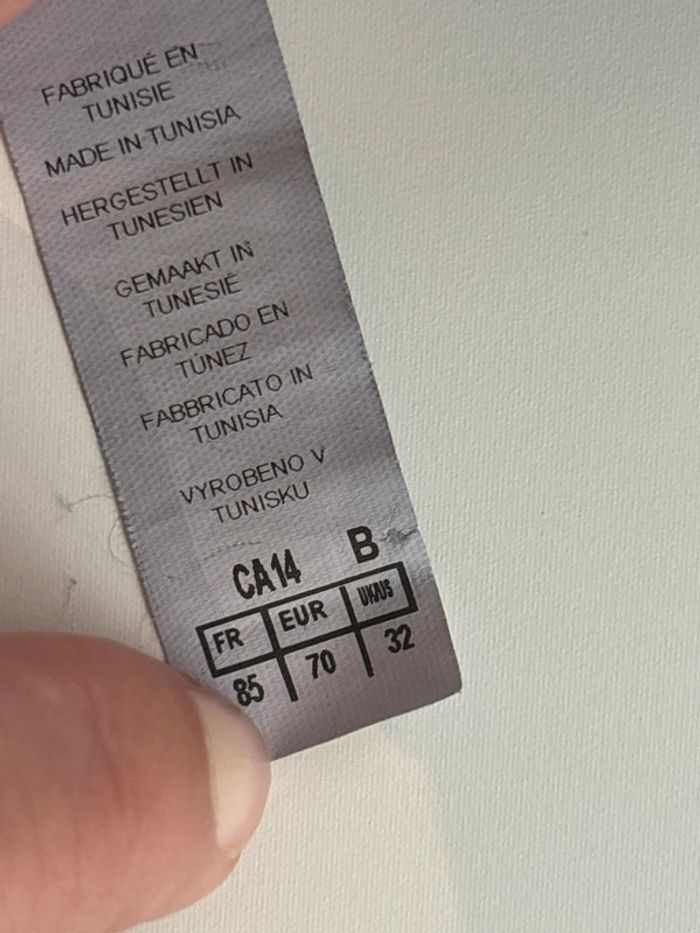 FABRIQUÉ EN
TUNISIE
MADE IN TUNISIA
HERGESTELLT IN
TUNESIEN
GEMAAKT IN
TUNESIË
FABRICADO EN
TÚNEZ
FABBRICATO IN
TUNISIA
VYROBENO V
TUNISKU
CA14 B
FR EUR UK/US
85 70 32